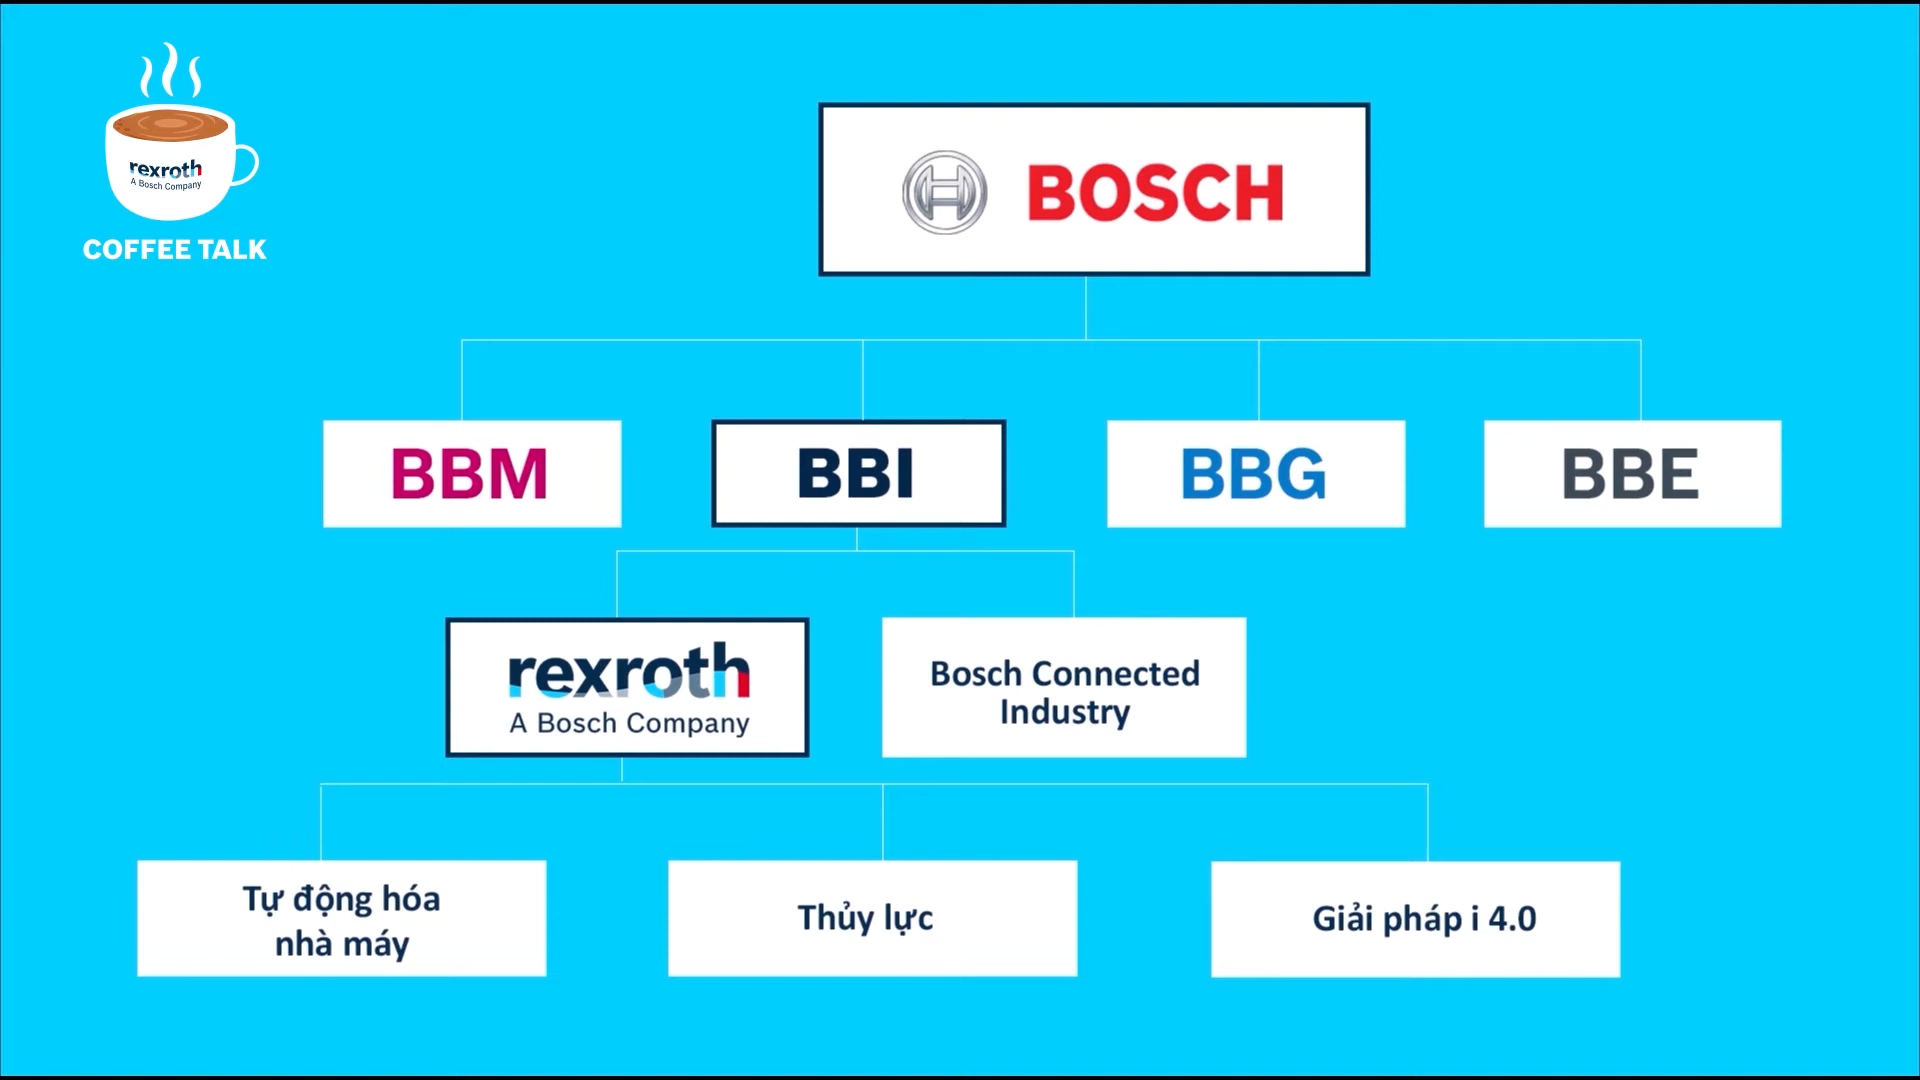 rexroth
A Bosch Company
COFFEE TALK
BOSCH
BBM
BBI
BBG
BBE
rexroth
A Bosch Company
Bosch Connected
Industry
Tự động hóa
nhà máy
Thủy lực
Giải pháp i 4.0